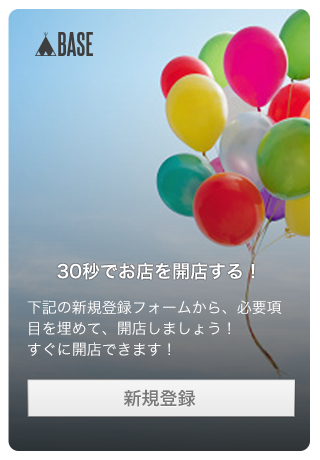 BASE
30秒でお店を開店する！
下記の新規登録フォームから、必要項
目を埋めて、開店しましょう！
すぐに開店できます！
新規登録